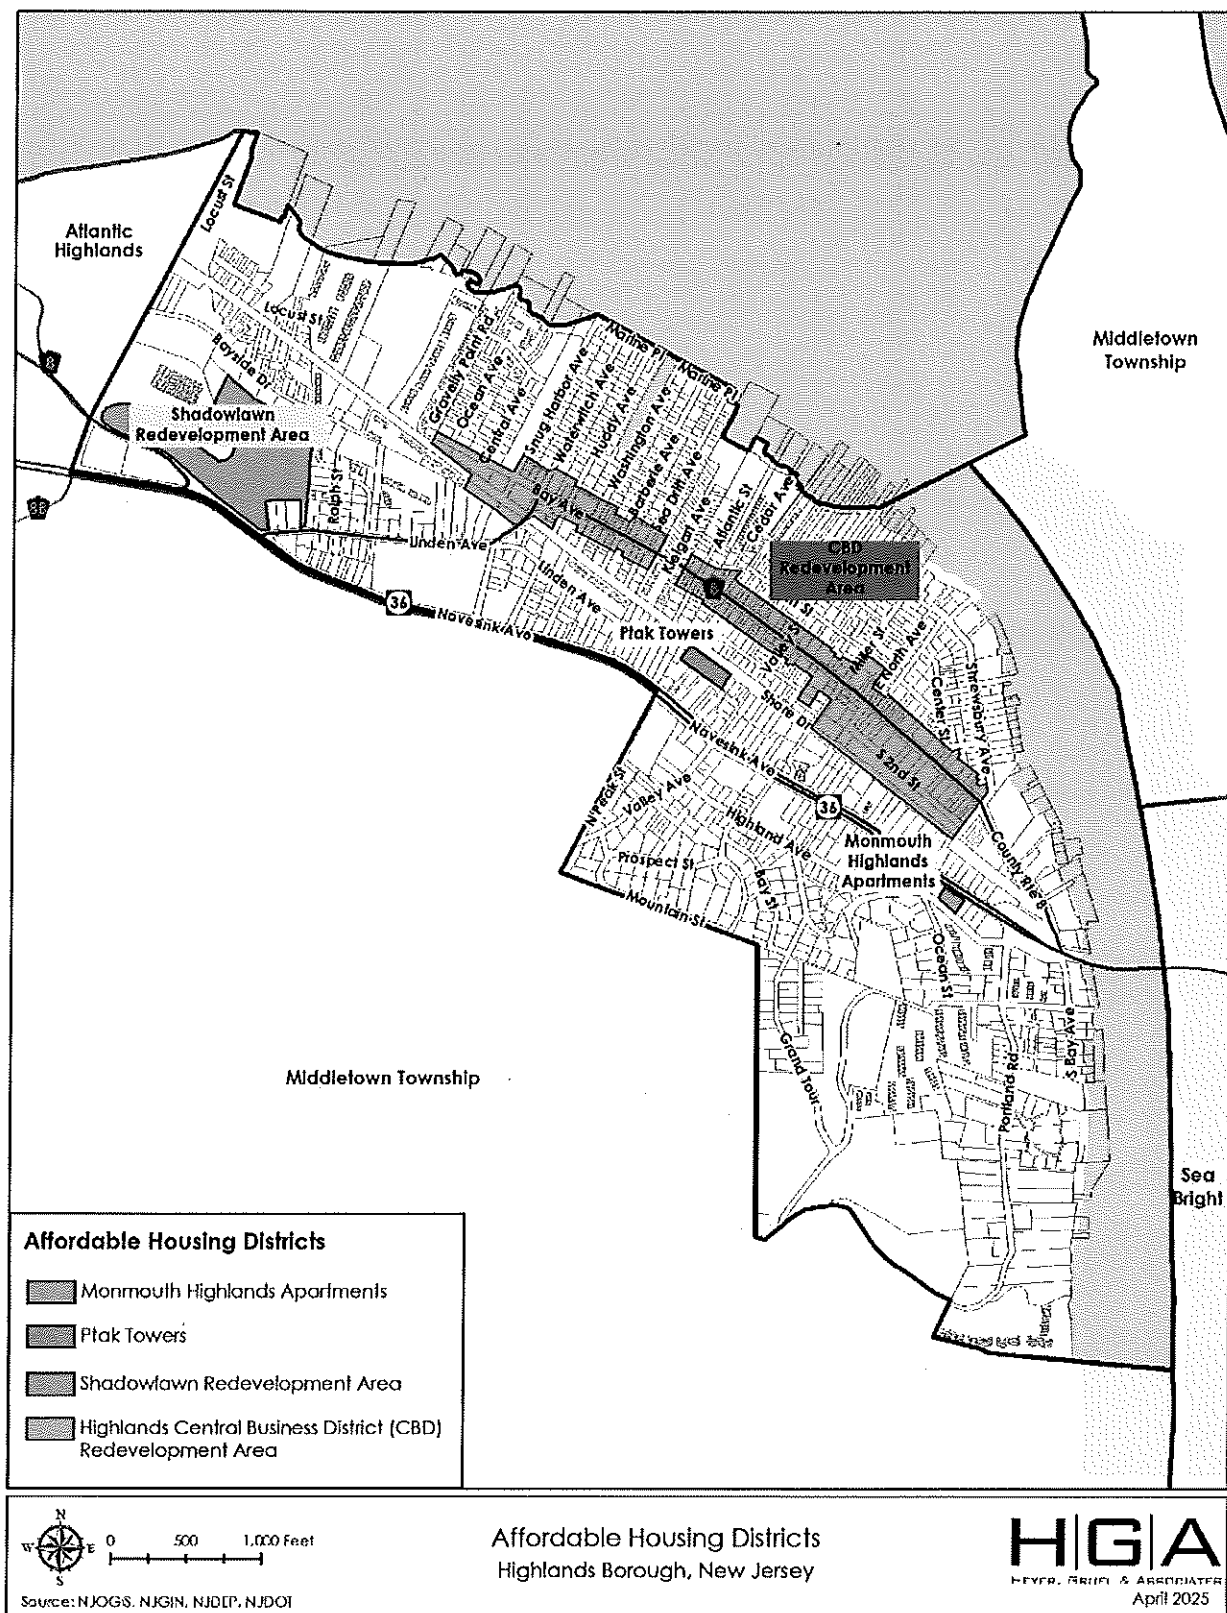 Locust St
Atlantic
Highlands
Locust St
Bayside Dr
Shadowlawn
Redevelopment Area
Gravelly Point Rd
Ocean Ave
Central Ave
Snug Harbor Ave
Waterwitch Ave
Huddy Ave
Washington Ave
Barberie Ave
Sea Drift Ave
Marine Pl
Marine Pl
Middletown
Township
Ralph St
Bay Ave
Atlantic St
Cedar Ave
Linden Ave
Linden Ave
CBD
Redevelopment
Area
36
Navesink Ave
Ptak Towers
Miller St
E North Ave
Center St
Shrewsbury Ave
Shore Dr
S 2nd St
Navesink Ave
36
N Peak St
Valley Ave
Highland Ave
Prospect St
Bay St
Mountain St
Monmouth
Highlands
Apartments
County Rte 8
Ocean St
S Bay Ave
Grand Tour
Portland Rd
Middletown Township
Sea
Bright
Affordable Housing Districts
Monmouth Highlands Apartments
Ptak Towers
Shadowlawn Redevelopment Area
Highlands Central Business District (CBD)
Redevelopment Area
N
W E
S
0 500 1,000 Feet
Source: NJOGIS, NJGIN, NJDEP, NJDOT
Affordable Housing Districts
Highlands Borough, New Jersey
HGA
HEYER, GRUEL & ASSOCIATES
April 2025